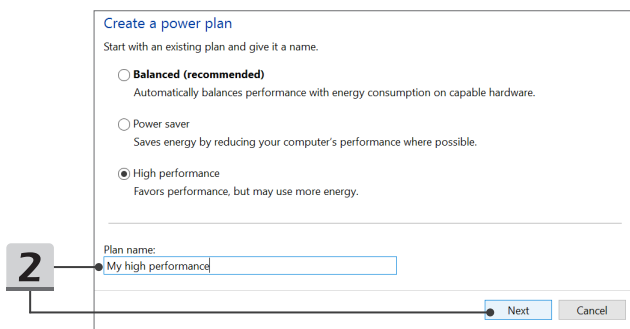 Create a power plan
Start with an existing plan and give it a name.
Balanced (recommended)
Automatically balances performance with energy consumption on capable hardware.
Power saver
Saves energy by reducing your computer's performance where possible.
High performance
Favors performance, but may use more energy.
Plan name:
2
My high performance
Next Cancel